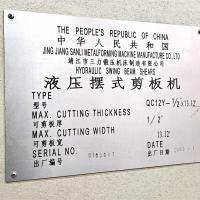 THE PEOPLE'S REPUBLIC OF CHINA
中华人民共和国
JING JIANG SANLI METALFORMING MACHINE MANUFACTURE CO.,LTD
靖江市三力锻压机床制造有限公司
HYDRAULIC SWING BEAM SHEARS
液压摆式剪板机
TYPE
型号 QC12Y-1/2"x13.12'
MAX. CUTTING THICKNESS
可剪板厚 1/2"
MAX. CUTTING WIDTH
可剪板宽 13.12'
SERIAL NO. DATE
出厂编号 出厂日期